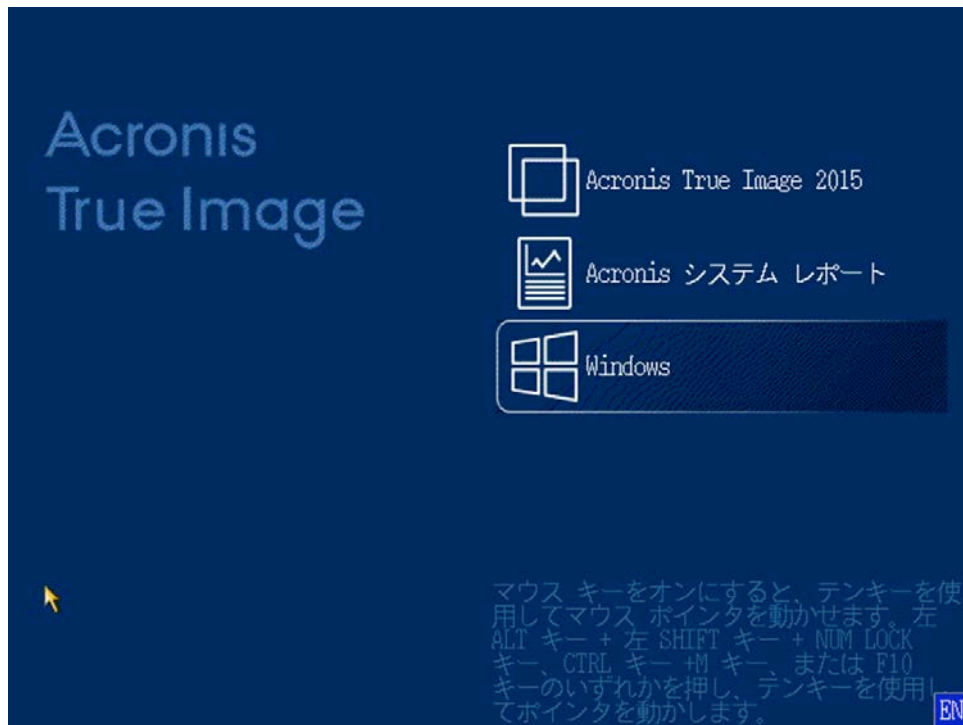 Acronis
True Image
Acronis True Image 2015
Acronis システム レポート
Windows
マウス キーをオンにすると、テンキーを使
用してマウス ポインタを動かせます。左
ALT キー + 左 SHIFT キー + NUM LOCK
キー、CTRL キー +M キー、または F10
キーのいずれかを押し、テンキーを使用し
てポインタを動かします。
EN